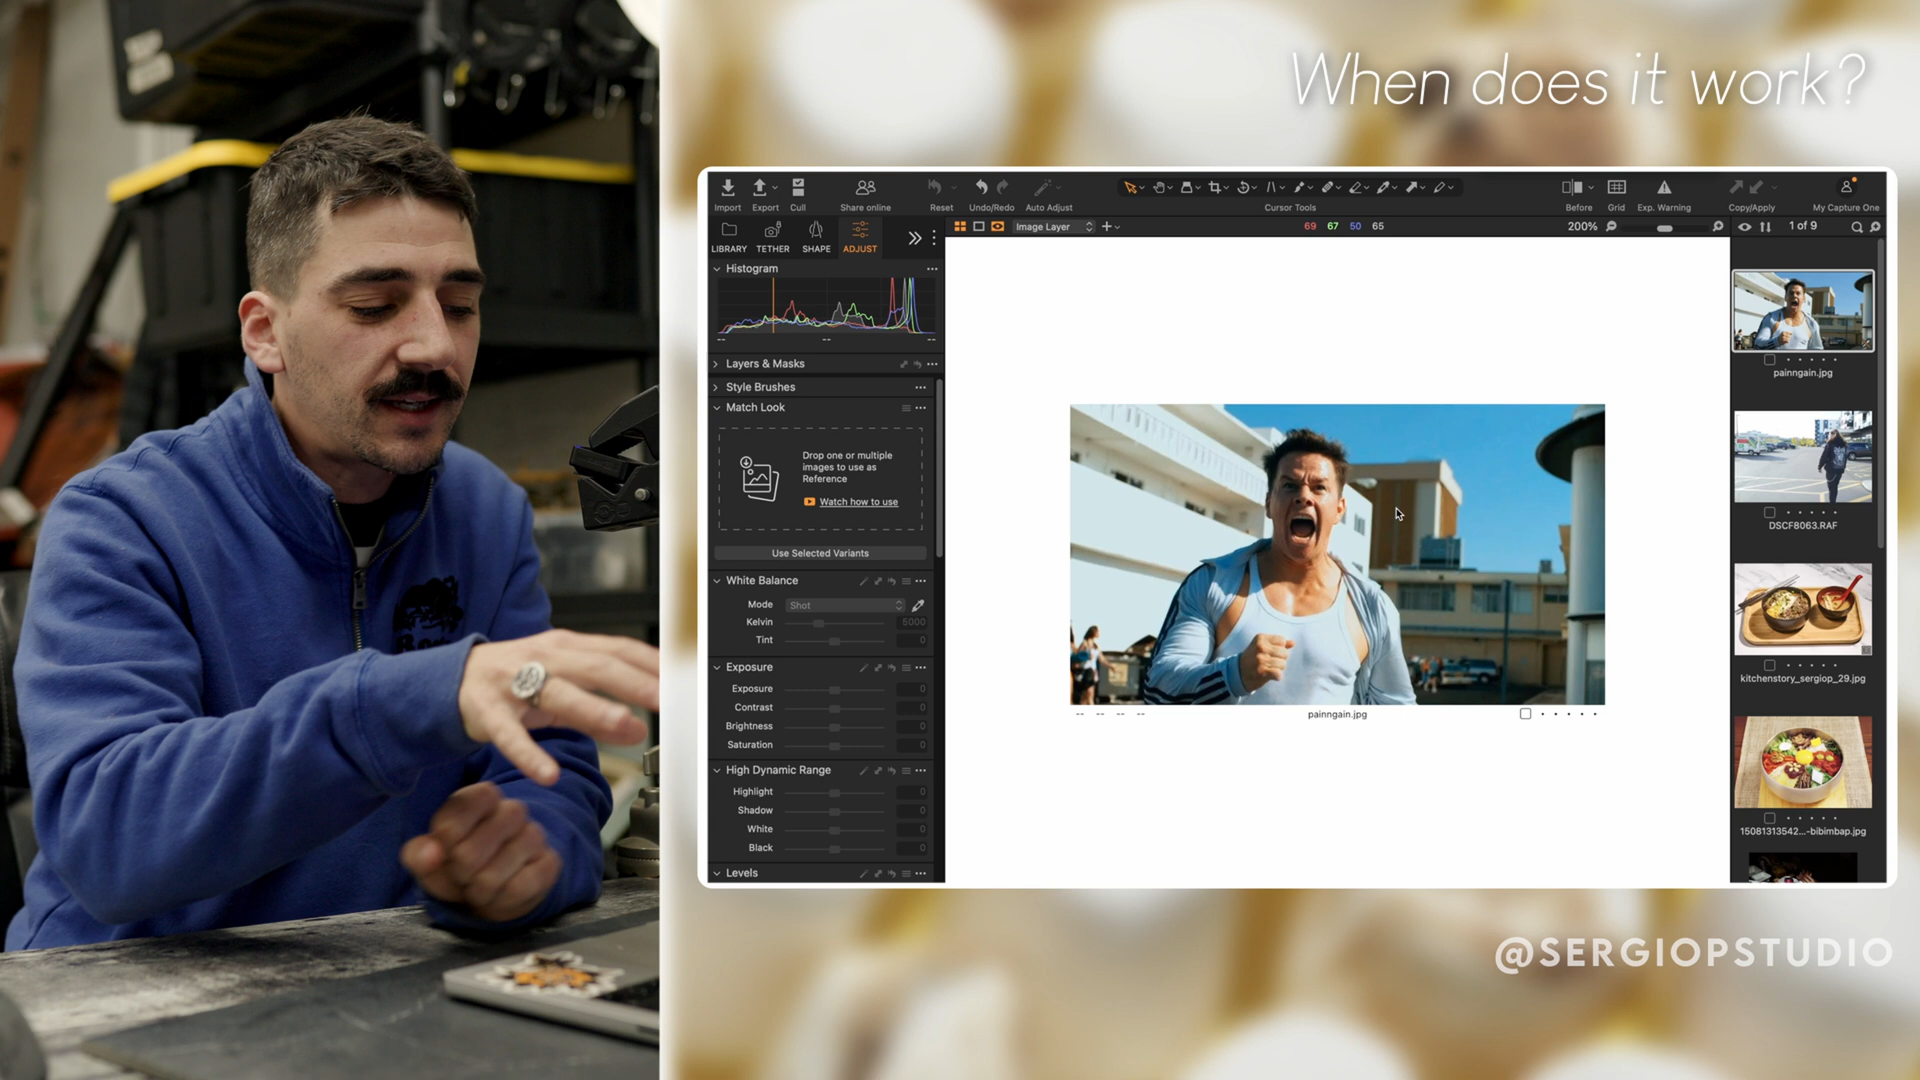 When does it work?
Import
Export
Cull
Share online
Reset
Undo/Redo
Auto Adjust
Cursor Tools
Before
Grid
Exp. Warning
Copy/Apply
My Capture One
LIBRARY
TETHER
SHAPE
ADJUST
Image Layer
69 67 50 65
200%
1 of 9
Histogram
Layers & Masks
Style Brushes
Match Look
Drop one or multiple
images to use as
Reference
Watch how to use
Use Selected Variants
White Balance
Mode Shot
Kelvin 5000
Tint 0
Exposure
Exposure 0
Contrast 0
Brightness 0
Saturation 0
High Dynamic Range
Highlight 0
Shadow 0
White 0
Black 0
Levels
painngain.jpg
painngain.jpg
DSCF8063.RAF
kitchenstory_sergiop_29.jpg
15081313542...-bibimbap.jpg
@SERGIOPSTUDIO